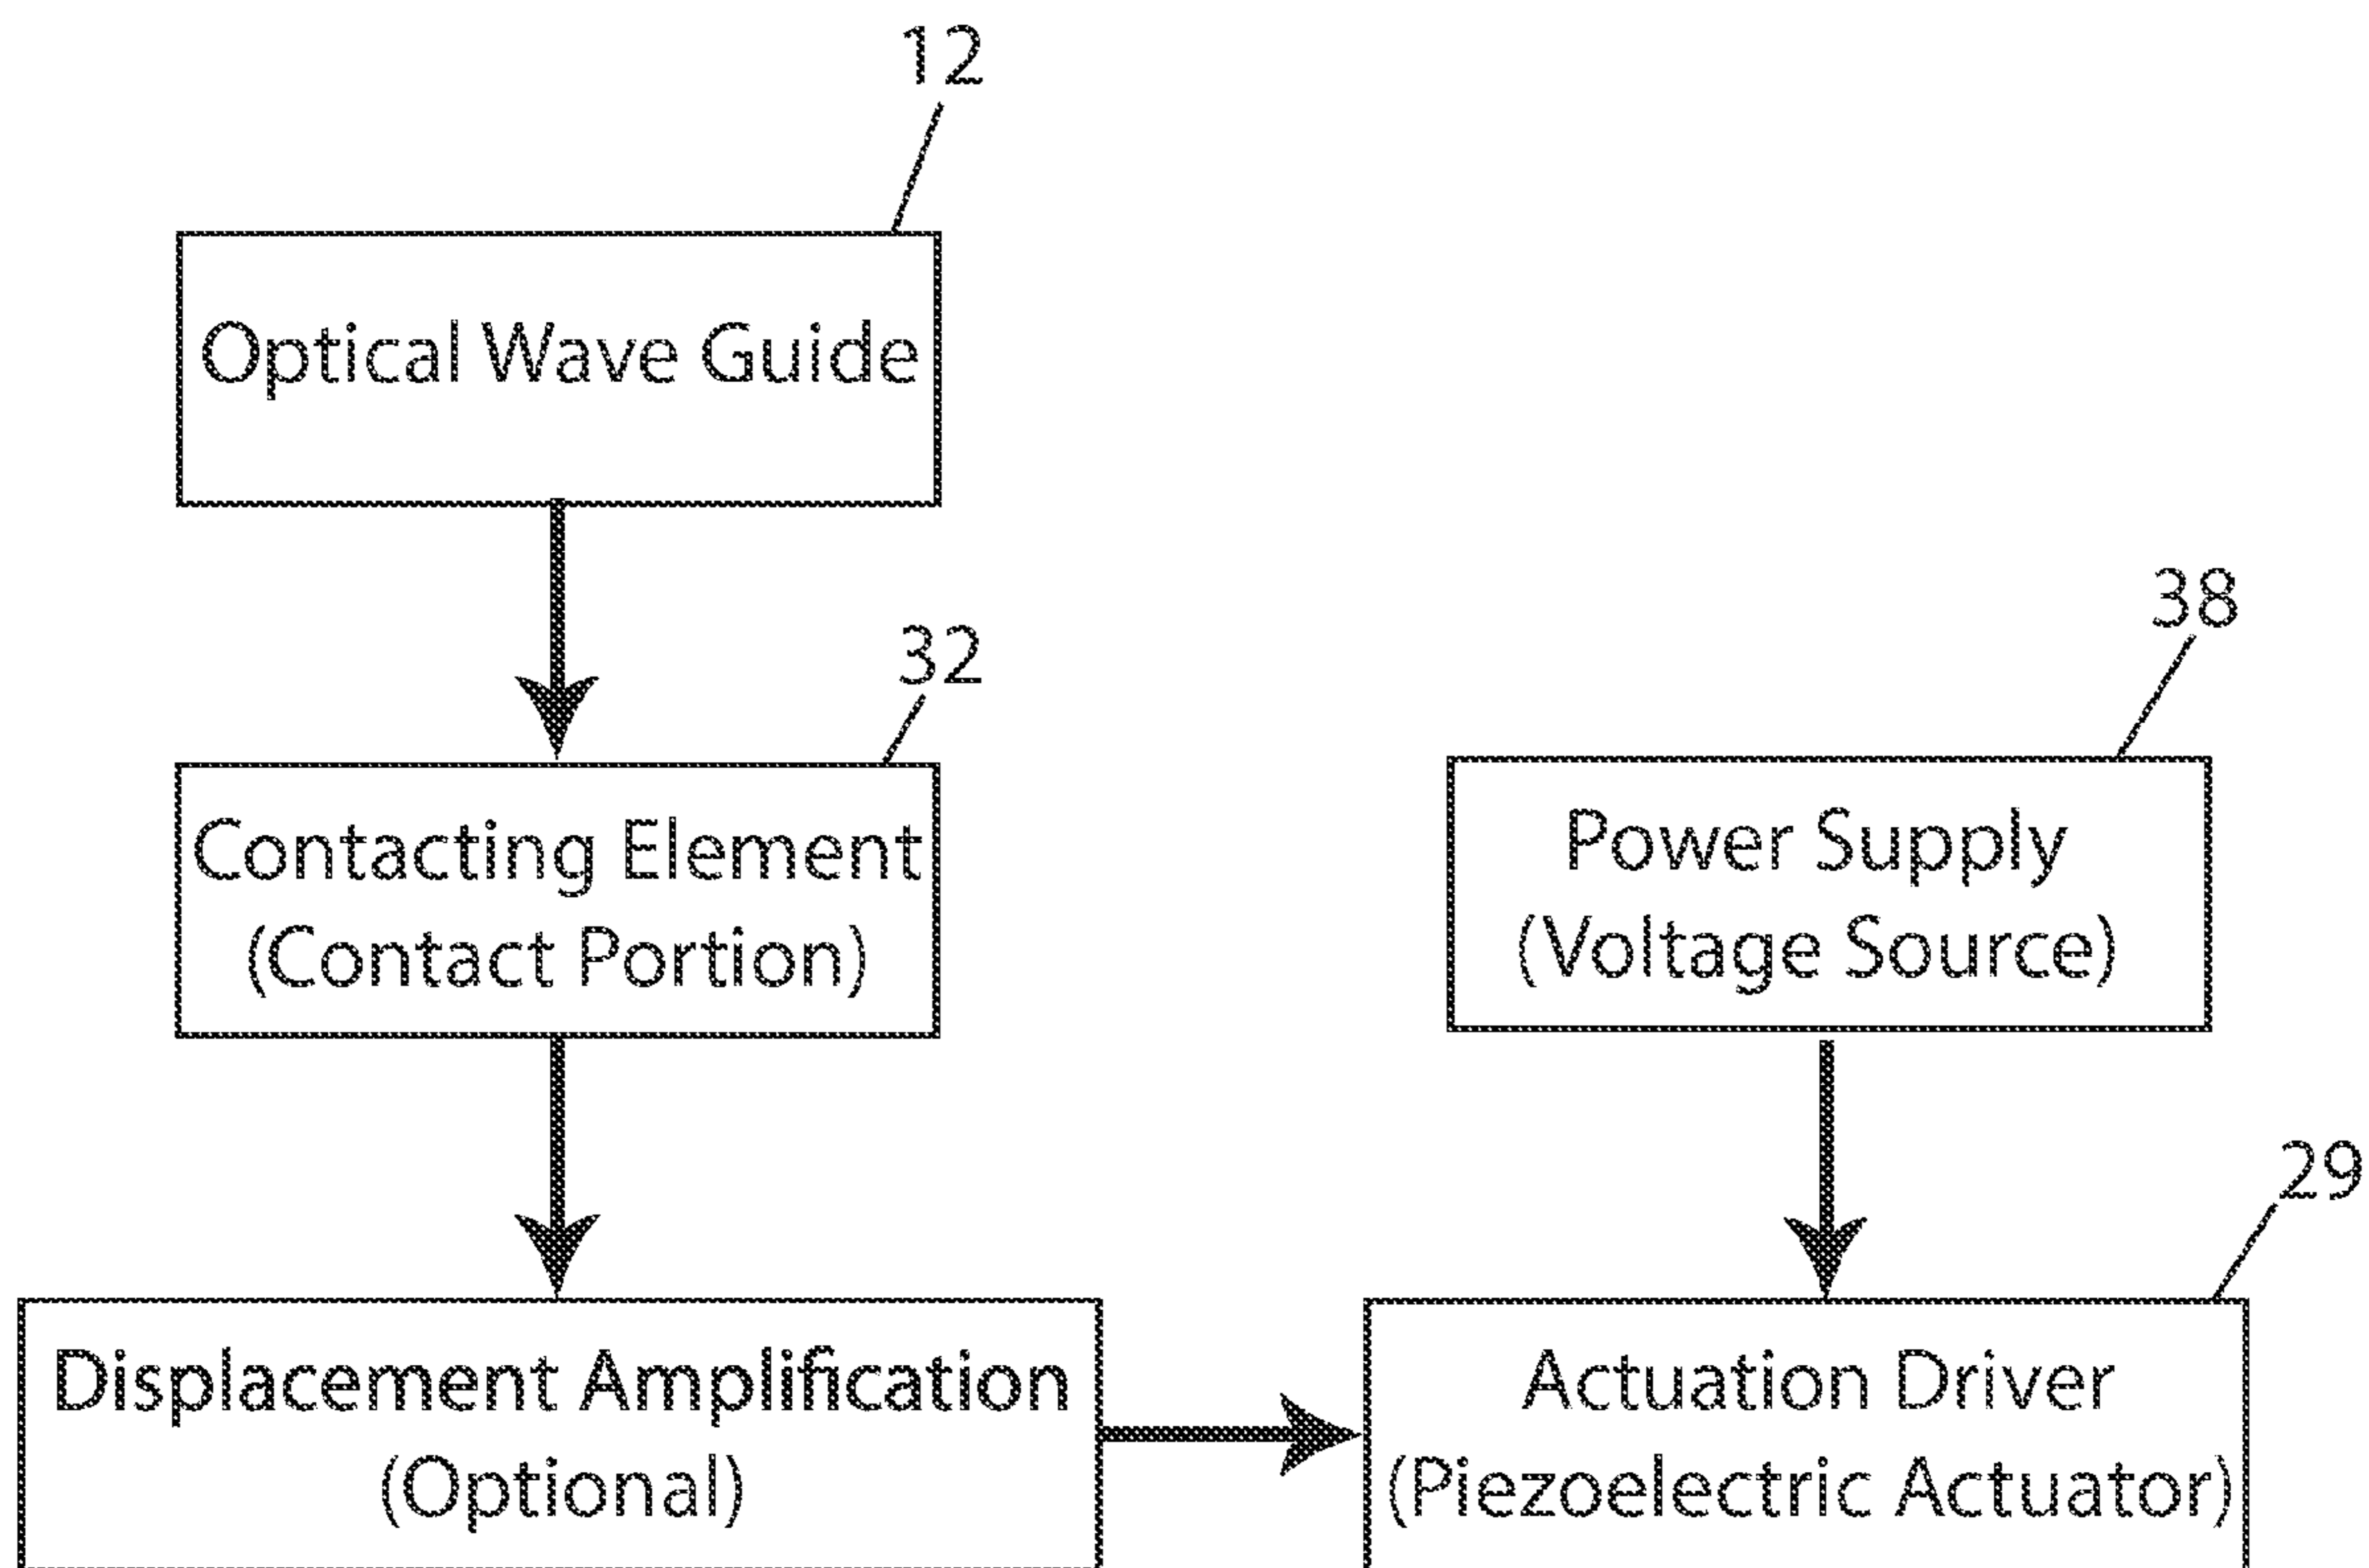 12
Optical Wave Guide
32
Contacting Element
(Contact Portion)
38
Power Supply
(Voltage Source)
Displacement Amplification
(Optional)
29
Actuation Driver
(Piezoelectric Actuator)